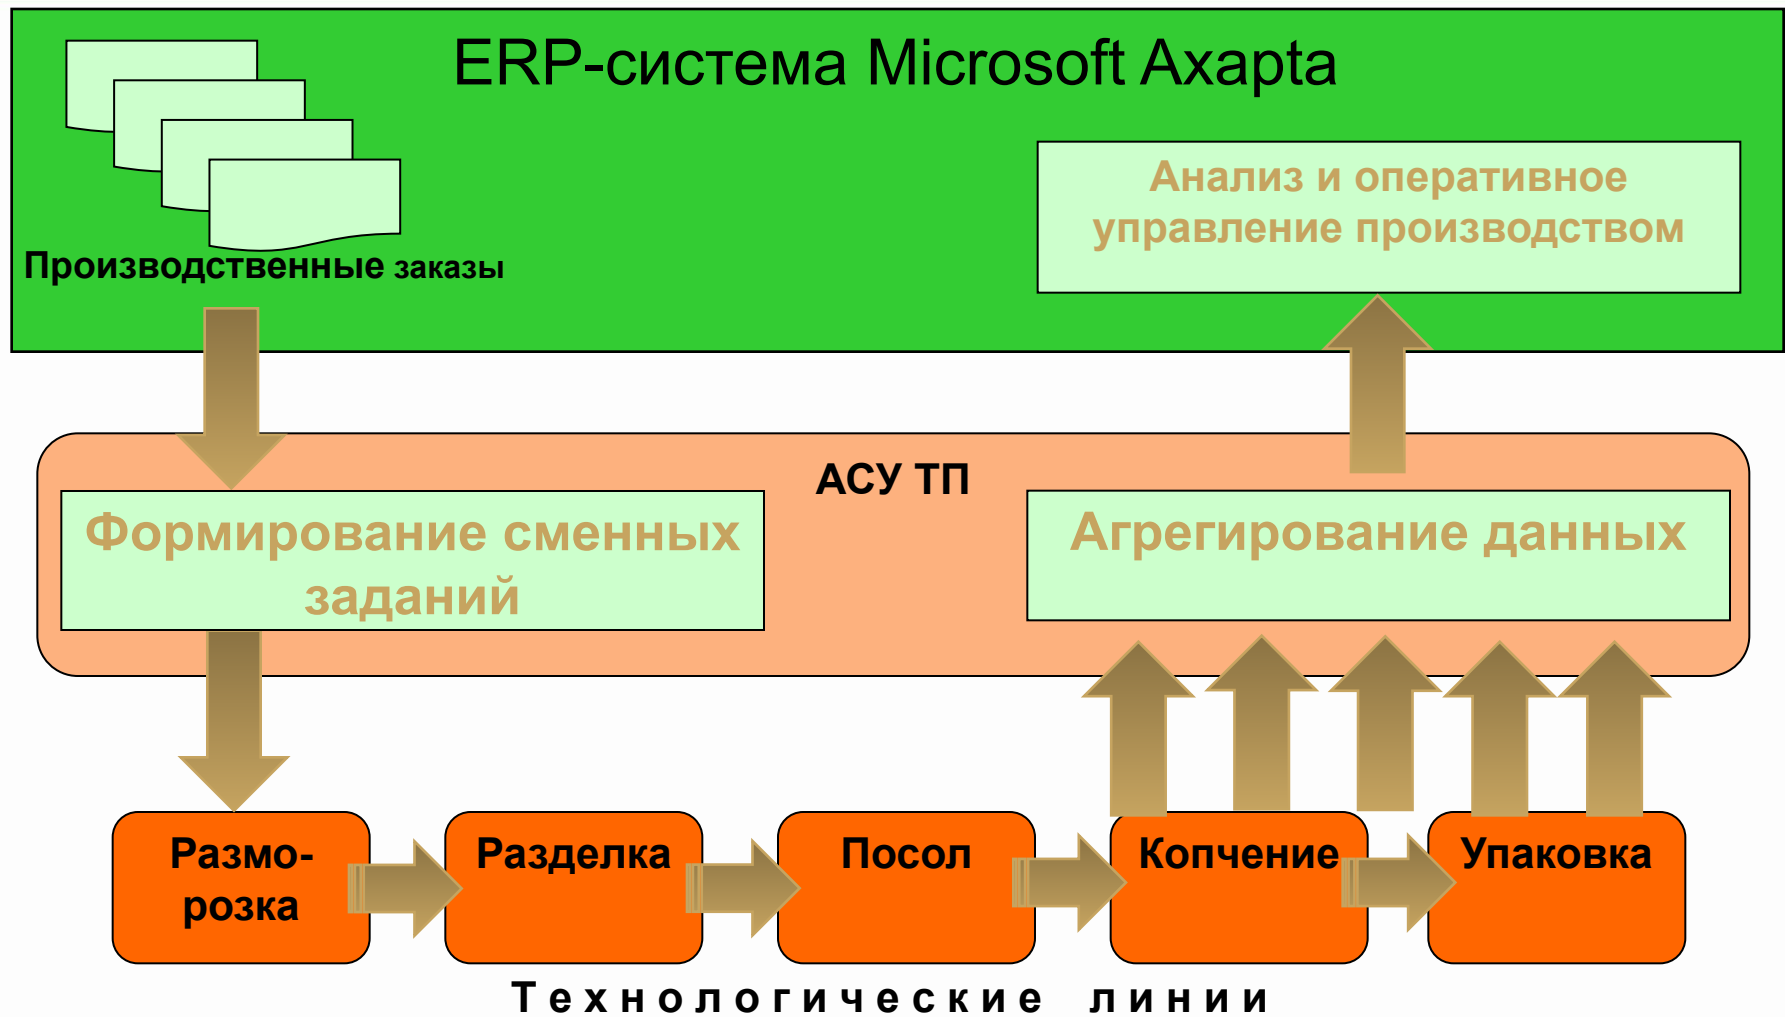 ERP-система Microsoft Axapta
Производственные заказы
Анализ и оперативное
управление производством
АСУ ТП
Формирование сменных
заданий
Агрегирование данных
Размо-
розка
Разделка
Посол
Копчение
Упаковка
Технологические линии